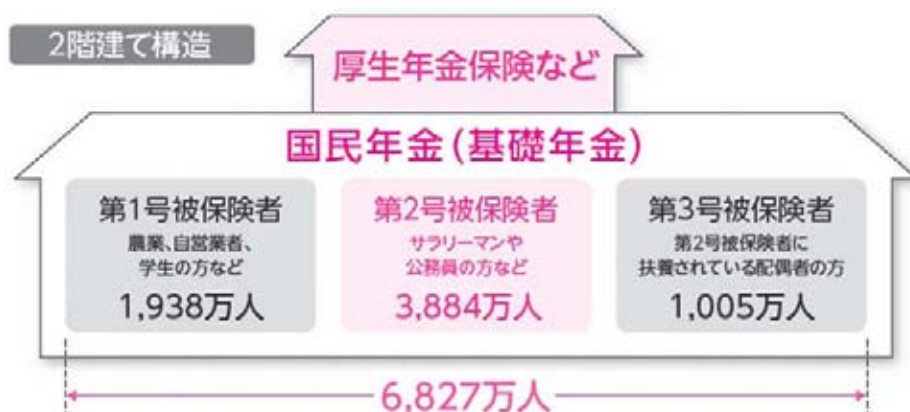 2階建て構造
厚生年金保険など
国民年金(基礎年金)
第1号被保険者
農業、自営業者、
学生の方など
1,938万人
第2号被保険者
サラリーマンや
公務員の方など
3,884万人
第3号被保険者
第2号被保険者に
扶養されている配偶者の方
1,005万人
6,827万人